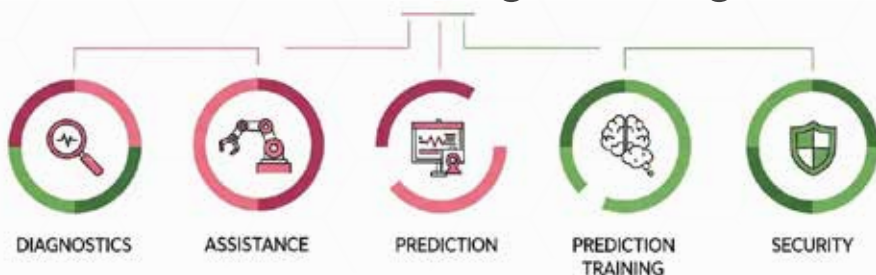 DIAGNOSTICS
ASSISTANCE
PREDICTION
PREDICTION
TRAINING
SECURITY